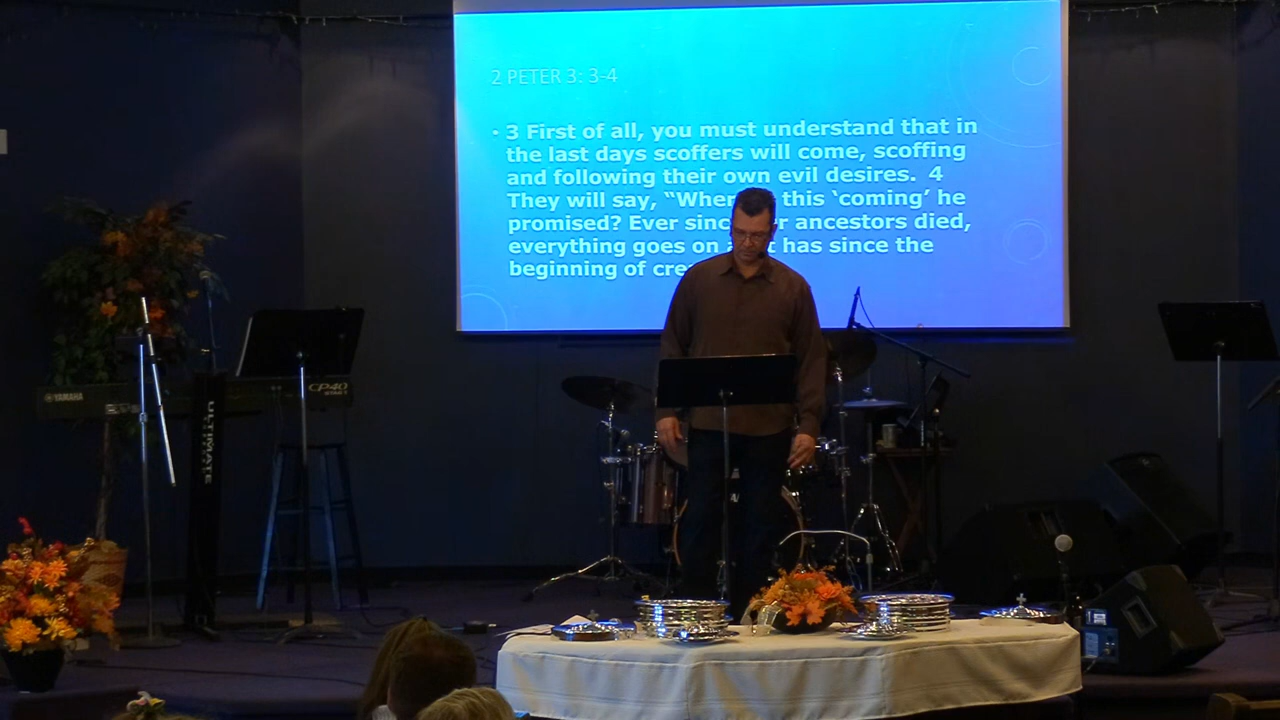 2 PETER 3: 3-4
• 3 First of all, you must understand that in
the last days scoffers will come, scoffing
and following their own evil desires. 4
They will say, “Wher this ‘coming’ he
promised? Ever sinc r ancestors died,
everything goes on a t has since the
beginning of cre
YAMAHA
CP40
STAGE
ULTIMATE